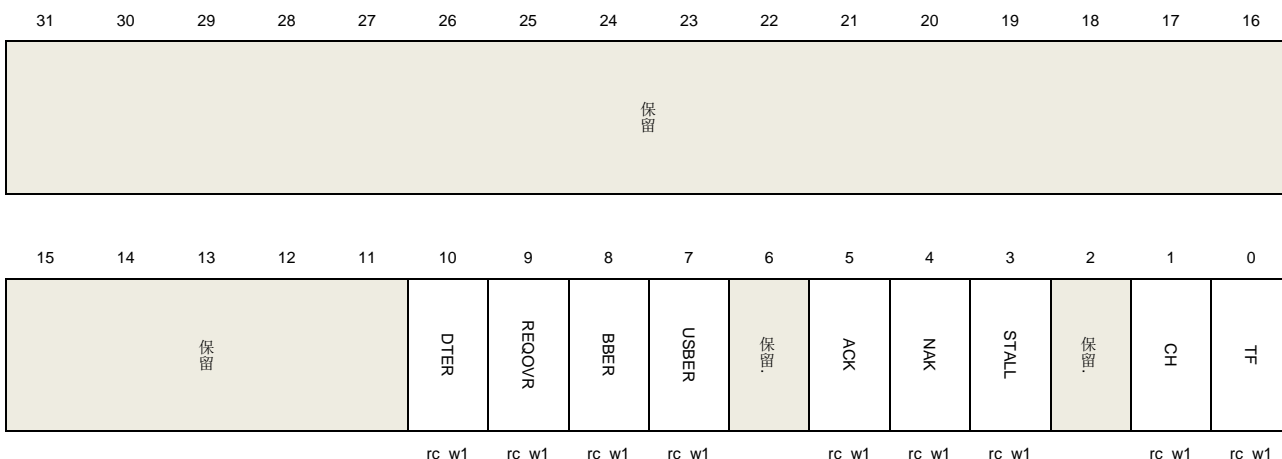 31 30 29 28 27 26 25 24 23 22 21 20 19 18 17 16
保留
15 14 13 12 11 10 9 8 7 6 5 4 3 2 1 0
保留 DTER REQOVR BBER USBER 保留. ACK NAK STALL 保留. CH TF
rc_w1 rc_w1 rc_w1 rc_w1 rc_w1 rc_w1 rc_w1 rc_w1 rc_w1